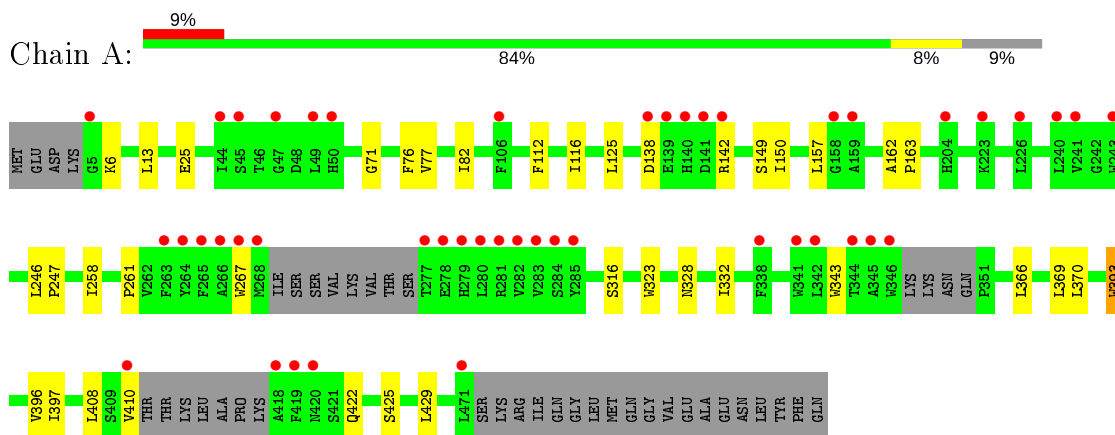 9%
Chain A:
84% 8% 9%
MET GLU ASP LYS G5 K6 L13 E25 I44 S45 T46 G47 D48 L49 H50 G71 F76 V77 I82 F106 F112 I116 L125 D138 E139 H140 D141 R142 S149 I150 L157 G158 A159 A162 P163 H204 K223 L226 L240 V241 G242 W243
L246 P247 I258 P261 V262 F263 Y264 F265 A266 W267 M268 ILE SER SER VAL LYS VAL THR SER T277 E278 H279 L280 R281 V282 V283 S284 Y285 S316 W323 N328 I332 F338 W341 L342 W343 T344 A345 W346 LYS LYS ASN GLN P351 L366 L369 L370 W393
V396 I397 L408 S409 V410 THR THR LYS LEU ALA PRO LYS A418 F419 N420 S421 Q422 S425 L429 L471 SER LYS ARG ILE GLN GLY LEU MET GLN GLY VAL GLU ALA GLU ASN LEU TYR PHE GLN